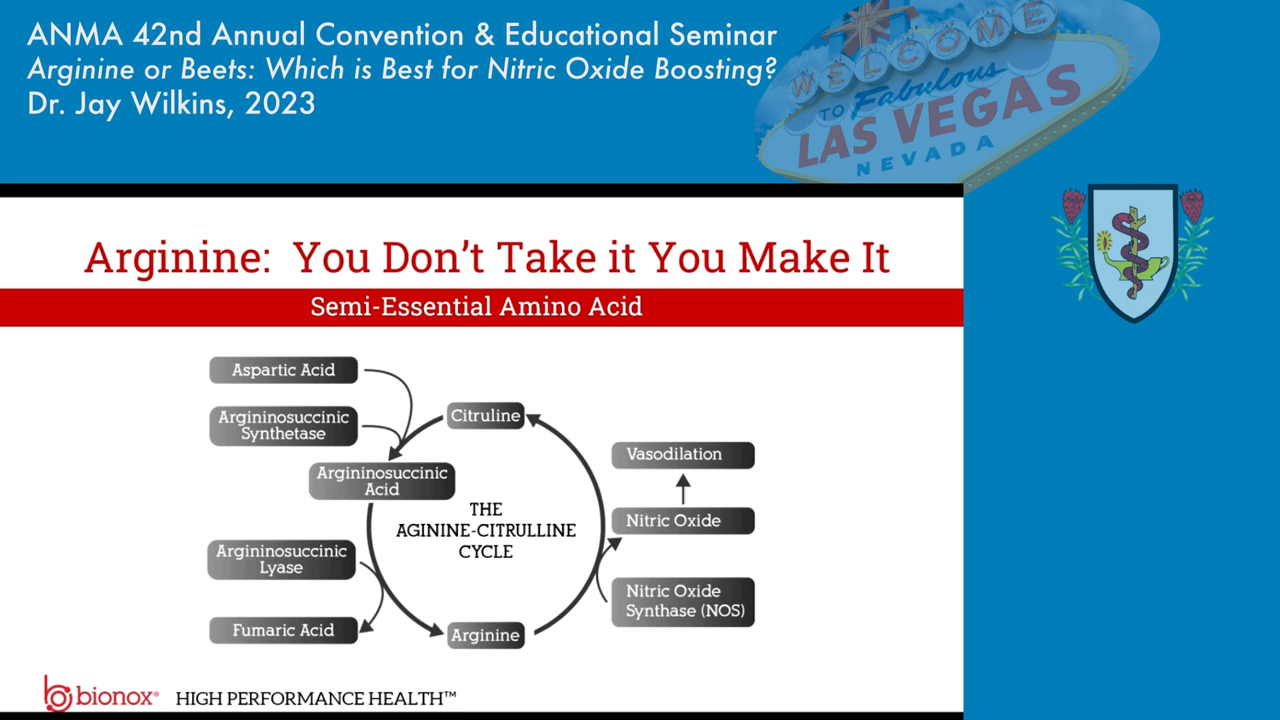 ANMA 42nd Annual Convention & Educational Seminar
Arginine or Beets: Which is Best for Nitric Oxide Boosting?
Dr. Jay Wilkins, 2023
WELCOME
TO Fabulous
LAS VEGAS
NEVADA
Arginine: You Don't Take it You Make It
Semi-Essential Amino Acid
Aspartic Acid
Argininosuccinic
Synthetase
Citruline
Argininosuccinic
Acid
Vasodilation
THE
AGININE-CITRULLINE
CYCLE
Nitric Oxide
Argininosuccinic
Lyase
Nitric Oxide
Synthase (NOS)
Fumaric Acid
Arginine
bionox® HIGH PERFORMANCE HEALTH™